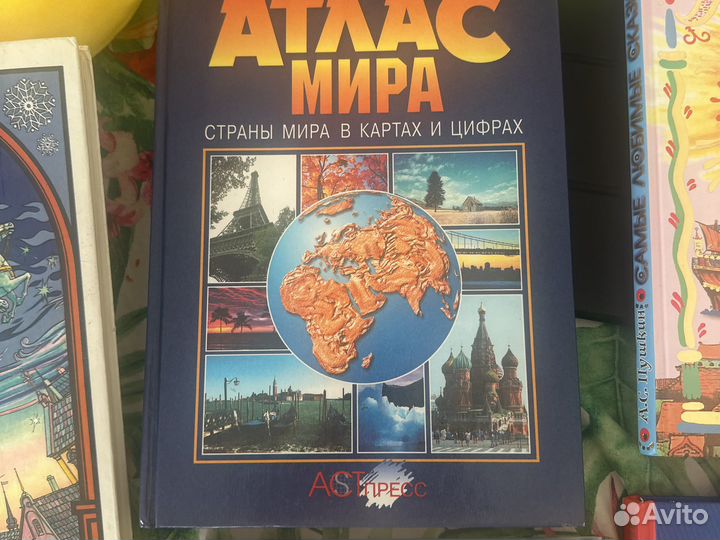 АТЛАС
МИРА
СТРАНЫ МИРА В КАРТАХ И ЦИФРАХ
АСТ ПРЕСС
А.С. Пушкин САМЫЕ ЛЮБИМЫЕ
Avito